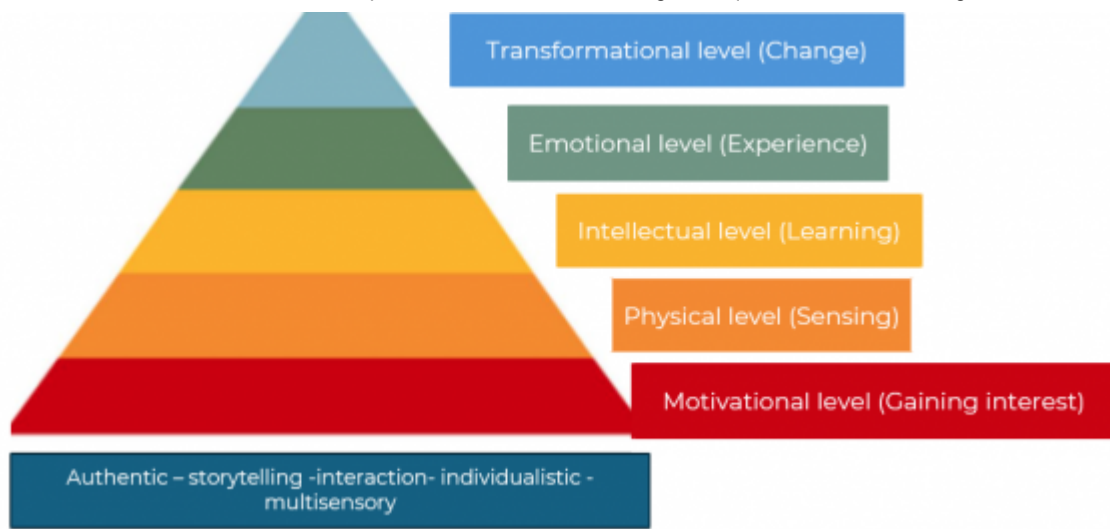 Transformational level (Change)
Emotional level (Experience)
Intellectual level (Learning)
Physical level (Sensing)
Motivational level (Gaining interest)
Authentic – storytelling -interaction- individualistic -
multisensory